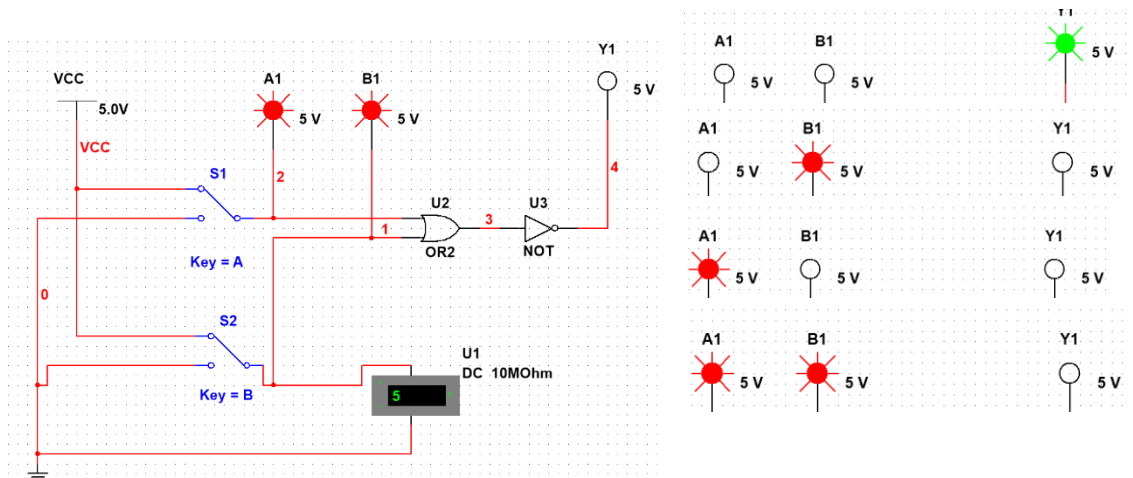 VCC
5.0V
VCC
A1
5 V
B1
5 V
Y1
5 V
S1
2
Key = A
1
U2
OR2
3
U3
NOT
4
0
S2
Key = B
U1
DC 10MOhm
5
A1
5 V
B1
5 V
Y1
5 V
A1
5 V
B1
5 V
Y1
5 V
A1
5 V
B1
5 V
Y1
5 V
A1
5 V
B1
5 V
Y1
5 V